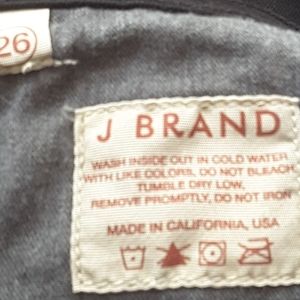 26
J BRAND
WASH INSIDE OUT IN COLD WATER
WITH LIKE COLORS, DO NOT BLEACH
TUMBLE DRY LOW,
REMOVE PROMPTLY, DO NOT IRON
MADE IN CALIFORNIA, USA